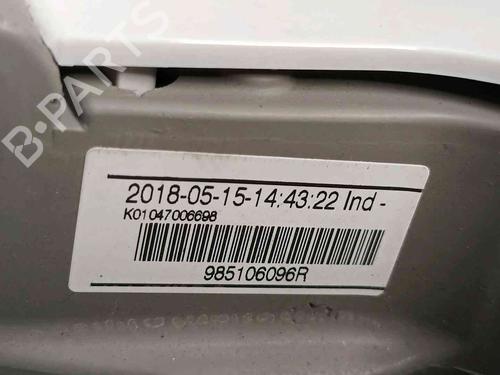 B-PARTS
2018-05-15-14:43:22 Ind -
K01047006698
985106096R